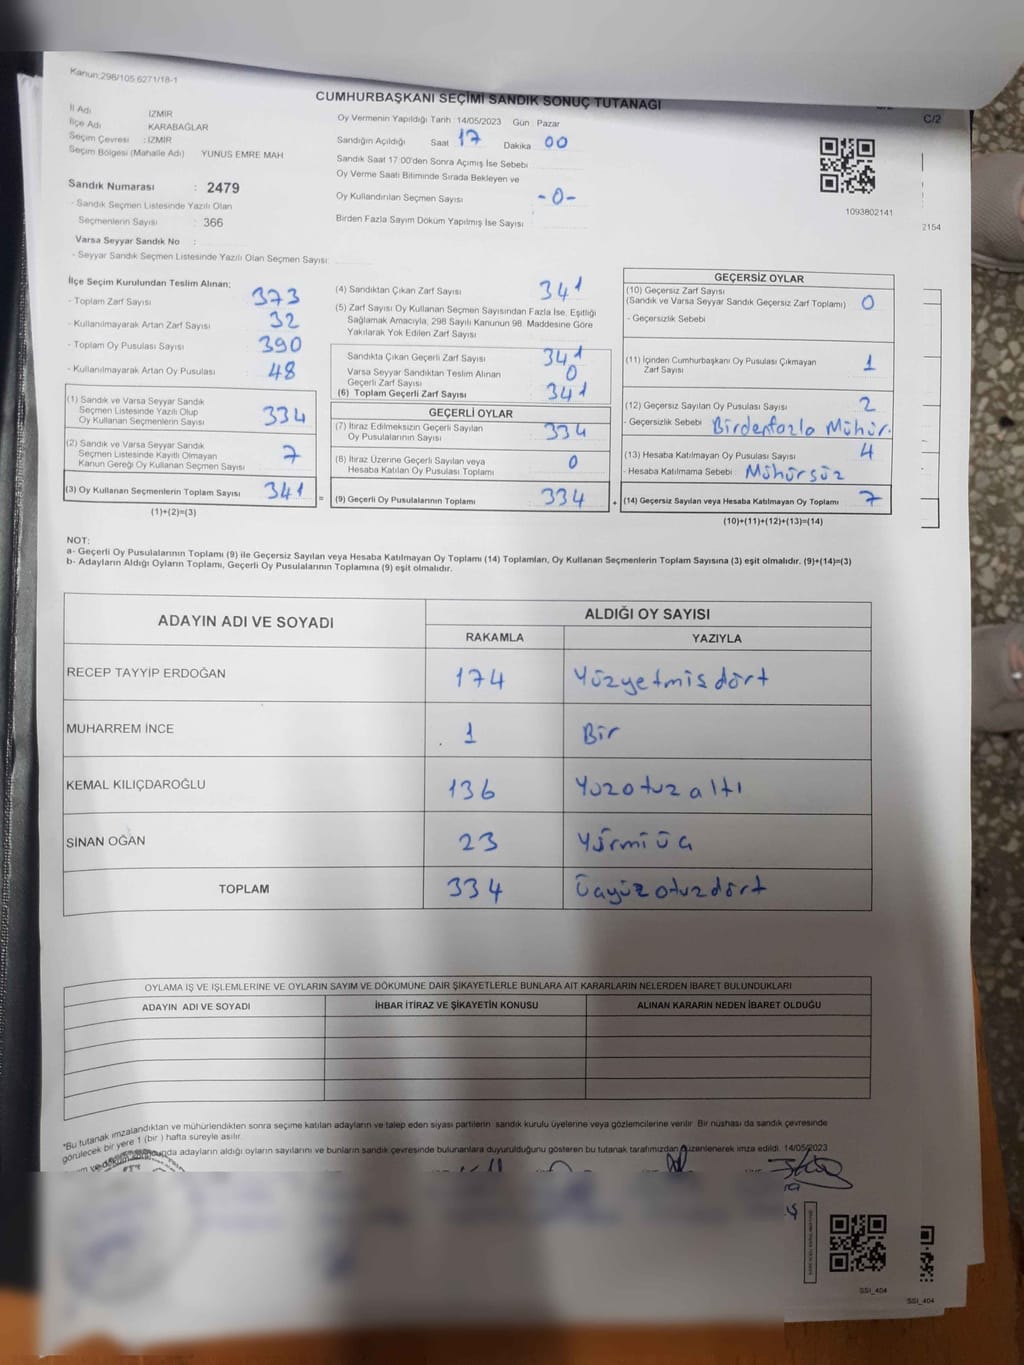 Kanun:298/105 6271/18-1
CUMHURBAŞKANI SEÇİMİ SANDIK SONUÇ TUTANAĞI
C/2
İl Adı İZMİR
İlçe Adı KARABAĞLAR
Seçim Çevresi : İZMİR
Seçim Bölgesi (Mahalle Adı) YUNUS EMRE MAH
Oy Vermenin Yapıldığı Tarih 14/05/2023 Gün Pazar
Sandığın Açıldığı Saat 17 Dakika 00
Sandık Saat 17:00'den Sonra Açımış İse Sebebi
Oy Verme Saati Bitiminde Sırada Bekleyen ve
Oy Kullandırılan Seçmen Sayısı -0-
Birden Fazla Sayım Döküm Yapılmış İse Sayısı
1093802141
2154
Sandık Numarası : 2479
- Sandık Seçmen Listesinde Yazılı Olan
Seçmenlerin Sayısı : 366
Varsa Seyyar Sandık No :
- Seyyar Sandık Seçmen Listesinde Yazılı Olan Seçmen Sayısı:
İlçe Seçim Kurulundan Teslim Alınan;
- Toplam Zarf Sayısı 373
- Kullanılmayarak Artan Zarf Sayısı 32
- Toplam Oy Pusulası Sayısı 390
- Kullanılmayarak Artan Oy Pusulası 48
(1) Sandık ve Varsa Seyyar Sandık
Seçmen Listesinde Yazılı Olup
Oy Kullanan Seçmenlerin Sayısı 334
(2) Sandık ve Varsa Seyyar Sandık
Seçmen Listesinde Kayıtlı Olmayan
Kanun Gereği Oy Kullanan Seçmen Sayısı 7
(3) Oy Kullanan Seçmenlerin Toplam Sayısı 341
(1)+(2)=(3)
(4) Sandıktan Çıkan Zarf Sayısı 341
(5) Zarf Sayısı Oy Kullanan Seçmen Sayısından Fazla İse, Eşitliği
Sağlamak Amacıyla; 298 Sayılı Kanunun 98. Maddesine Göre
Yakılarak Yok Edilen Zarf Sayısı
Sandıkta Çıkan Geçerli Zarf Sayısı 341
Varsa Seyyar Sandıktan Teslim Alınan
Geçerli Zarf Sayısı 0
(6) Toplam Geçerli Zarf Sayısı 341
GEÇERLİ OYLAR
(7) İtiraz Edilmeksizin Geçerli Sayılan
Oy Pusulalarının Sayısı 334
(8) İtiraz Üzerine Geçerli Sayılan veya
Hesaba Katılan Oy Pusulası Toplamı 0
= (9) Geçerli Oy Pusulalarının Toplamı 334
GEÇERSİZ OYLAR
(10) Geçersiz Zarf Sayısı
(Sandık ve Varsa Seyyar Sandık Geçersiz Zarf Toplamı) 0
- Geçersizlik Sebebi
(11) İçinden Cumhurbaşkanı Oy Pusulası Çıkmayan
Zarf Sayısı 1
(12) Geçersiz Sayılan Oy Pusulası Sayısı 2
- Geçersizlik Sebebi Birdenfazla Mühür.
(13) Hesaba Katılmayan Oy Pusulası Sayısı 4
- Hesaba Katılmama Sebebi : Mühürsüz
+ (14) Geçersiz Sayılan veya Hesaba Katılmayan Oy Toplamı 7
(10)+(11)+(12)+(13)=(14)
NOT:
a- Geçerli Oy Pusulalarının Toplamı (9) ile Geçersiz Sayılan veya Hesaba Katılmayan Oy Toplamı (14) Toplamları, Oy Kullanan Seçmenlerin Toplam Sayısına (3) eşit olmalıdır. (9)+(14)=(3)
b- Adayların Aldığı Oyların Toplamı, Geçerli Oy Pusulalarının Toplamına (9) eşit olmalıdır.
ADAYIN ADI VE SOYADI
ALDIĞI OY SAYISI
RAKAMLA YAZIYLA
RECEP TAYYİP ERDOĞAN 174 Yüzyetmişdört
MUHARREM İNCE 1 Bir
KEMAL KILIÇDAROĞLU 136 Yuzotuzaltı
SİNAN OĞAN 23 Yirmiüç
TOPLAM 334 Üçyüzotuzdört
OYLAMA İŞ VE İŞLEMLERİNE VE OYLARIN SAYIM VE DÖKÜMÜNE DAİR ŞİKAYETLERLE BUNLARA AİT KARARLARIN NELERDEN İBARET BULUNDUKLARI
ADAYIN ADI VE SOYADI İHBAR İTİRAZ VE ŞİKAYETİN KONUSU ALINAN KARARIN NEDEN İBARET OLDUĞU
*Bu tutanak imzalandıktan ve mühürlendikten sonra seçime katılan adayların ve talep eden siyasi partilerin sandık kurulu üyelerine veya gözlemcilerine verilir. Bir nüshası da sandık çevresinde
görülecek bir yere 1 (bir) hafta süreyle asılır.
adayların aldığı oyların sayılarını ve bunların sandık çevresinde bulunanlara duyurulduğunu gösteren bu tutanak tarafımızdan düzenlenerek imza edildi. 14/05/2023
SSI_404
SSI_404